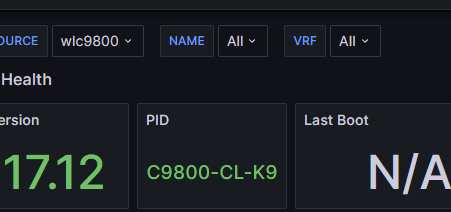 OURCE wlc9800 NAME All VRF All
Health
ersion PID Last Boot
17.12 C9800-CL-K9 N/A